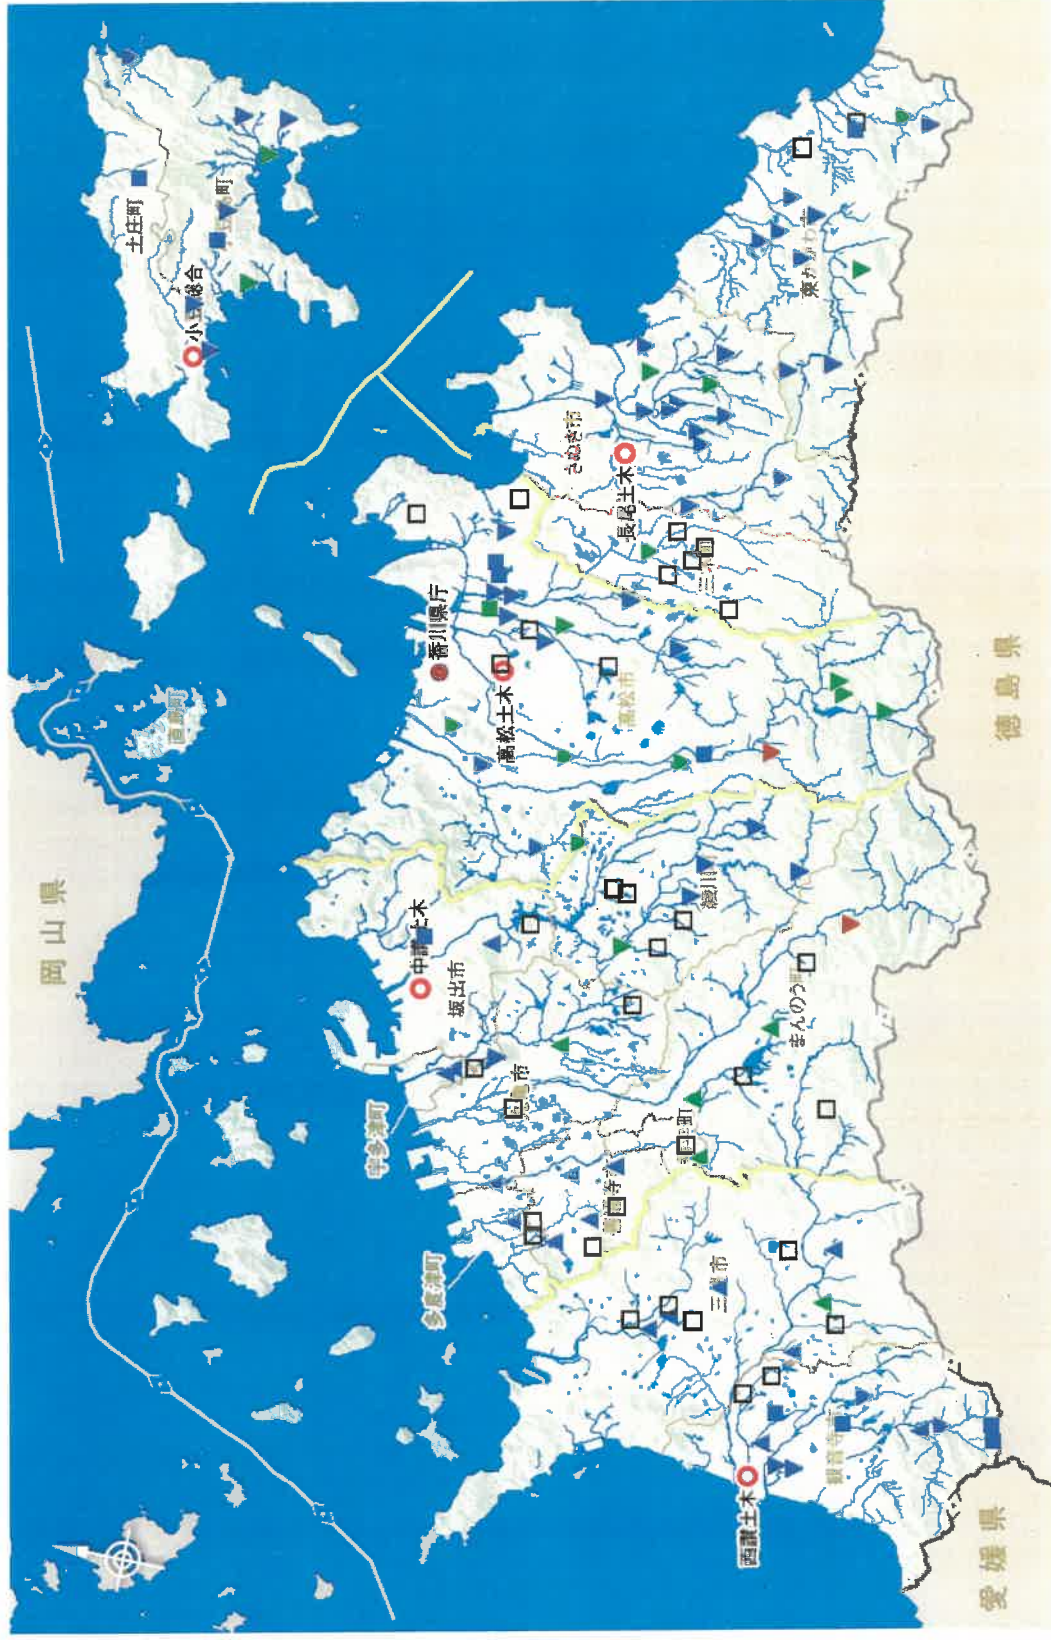 岡山県
直島町
土庄町
小豆総合
香川県庁
高松土木
高松市
さぬき市
長尾土木
中讃土木
坂出市
宇多津町
多度津町
綾川
まんのう
三豊市
西讃土木
観音寺市
東かがわ市
徳島県
愛媛県